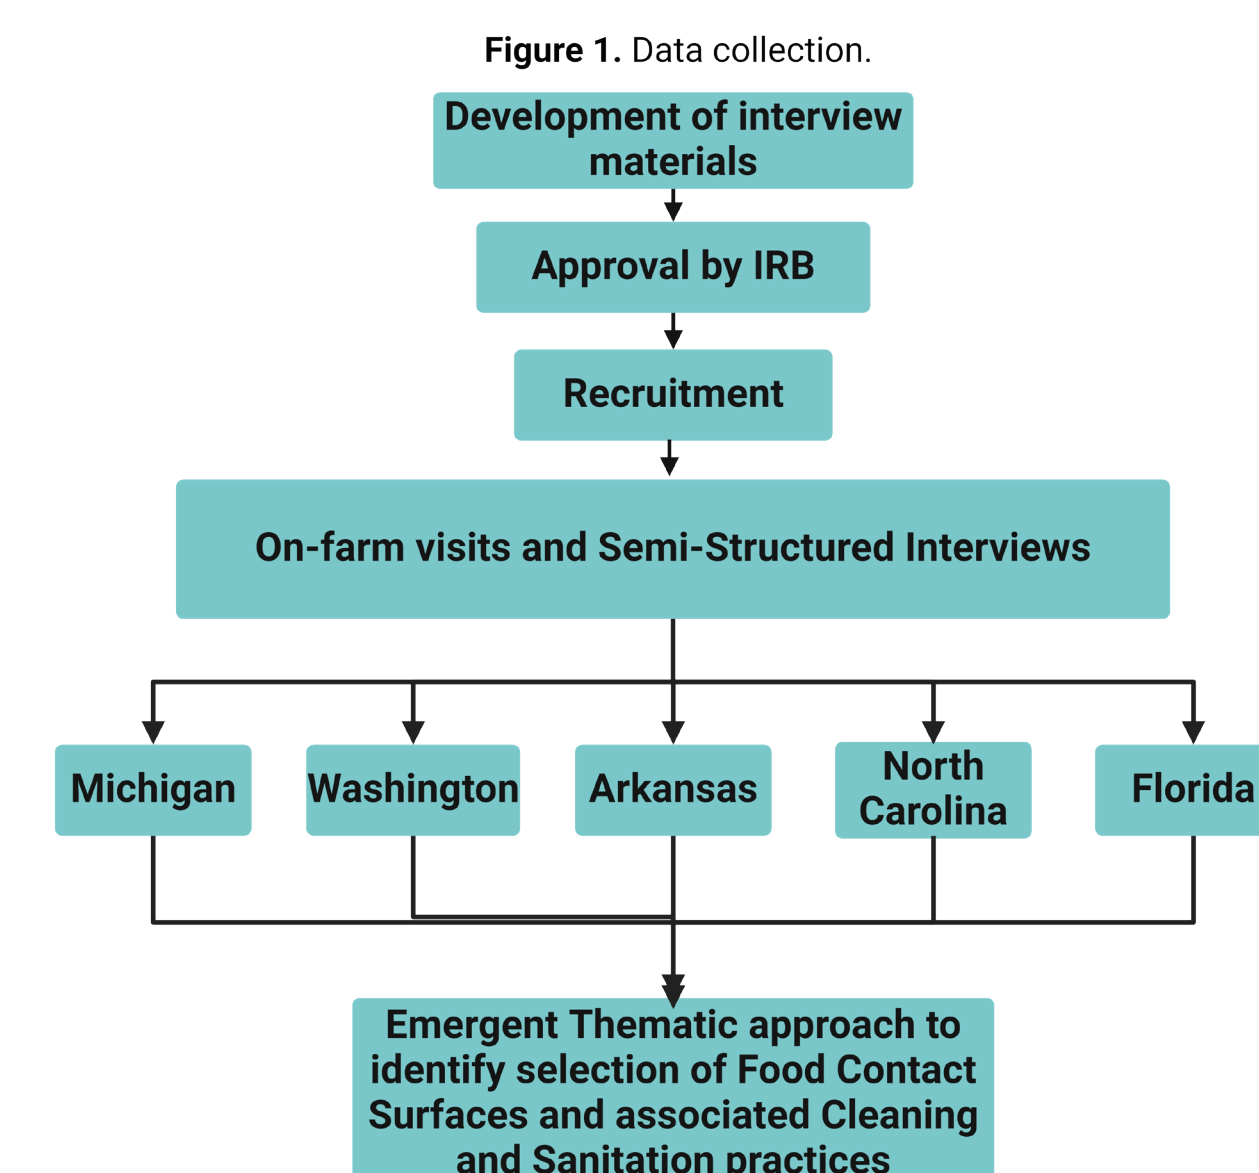 Figure 1. Data collection.
Development of interview
materials
Approval by IRB
Recruitment
On-farm visits and Semi-Structured Interviews
Michigan
Washington
Arkansas
North
Carolina
Florida
Emergent Thematic approach to
identify selection of Food Contact
Surfaces and associated Cleaning
and Sanitation practices